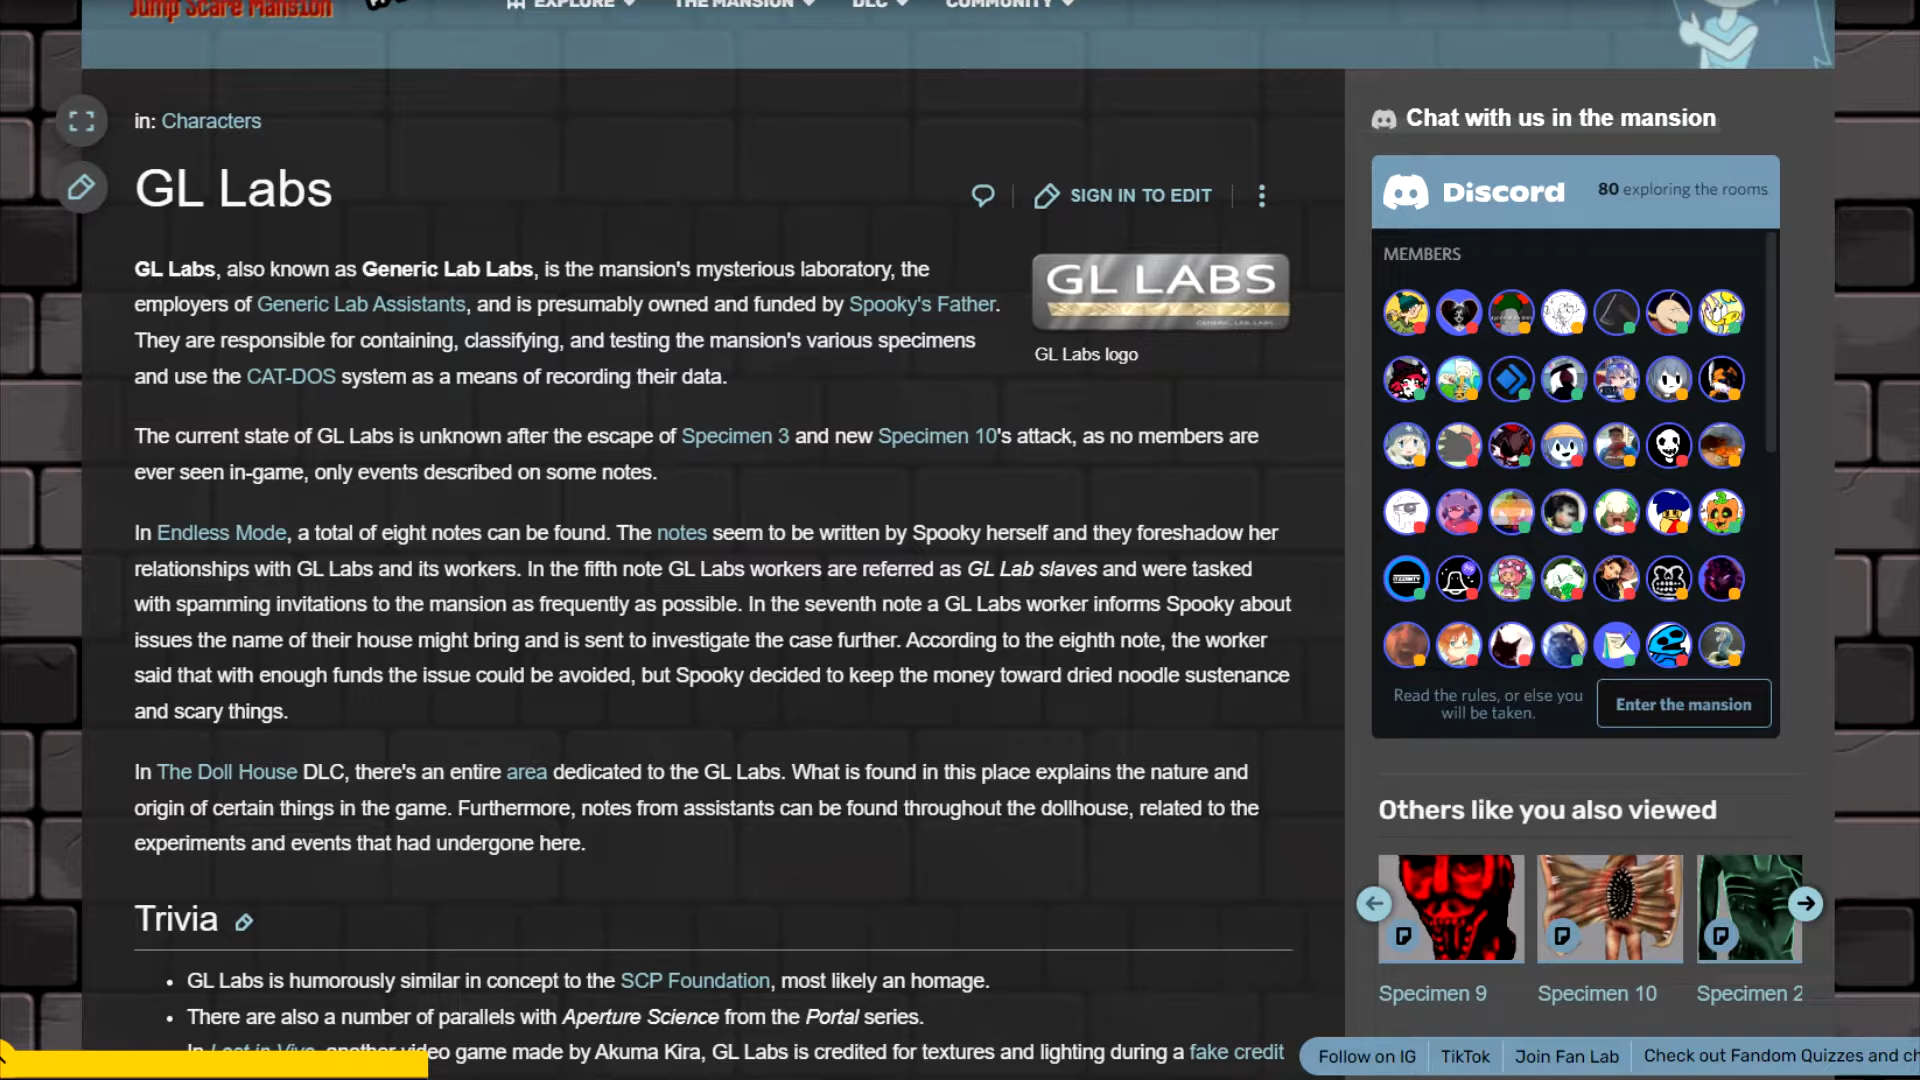 Jump Scare Mansion
EXPLORE
THE MANSION
DLC
COMMUNITY
in: Characters
GL Labs
SIGN IN TO EDIT
GL Labs, also known as Generic Lab Labs, is the mansion's mysterious laboratory, the
employers of Generic Lab Assistants, and is presumably owned and funded by Spooky's Father.
They are responsible for containing, classifying, and testing the mansion's various specimens
and use the CAT-DOS system as a means of recording their data.
GL LABS
GENERIC LAB LABS
GL Labs logo
The current state of GL Labs is unknown after the escape of Specimen 3 and new Specimen 10's attack, as no members are
ever seen in-game, only events described on some notes.
In Endless Mode, a total of eight notes can be found. The notes seem to be written by Spooky herself and they foreshadow her
relationships with GL Labs and its workers. In the fifth note GL Labs workers are referred as GL Lab slaves and were tasked
with spamming invitations to the mansion as frequently as possible. In the seventh note a GL Labs worker informs Spooky about
issues the name of their house might bring and is sent to investigate the case further. According to the eighth note, the worker
said that with enough funds the issue could be avoided, but Spooky decided to keep the money toward dried noodle sustenance
and scary things.
In The Doll House DLC, there's an entire area dedicated to the GL Labs. What is found in this place explains the nature and
origin of certain things in the game. Furthermore, notes from assistants can be found throughout the dollhouse, related to the
experiments and events that had undergone here.
Trivia
• GL Labs is humorously similar in concept to the SCP Foundation, most likely an homage.
• There are also a number of parallels with Aperture Science from the Portal series.
In Lost in Vivo, another video game made by Akuma Kira, GL Labs is credited for textures and lighting during a fake credit
Chat with us in the mansion
Discord
80 exploring the rooms
MEMBERS
Read the rules, or else you
will be taken.
Enter the mansion
Others like you also viewed
Specimen 9
Specimen 10
Specimen 2
Follow on IG
TikTok
Join Fan Lab
Check out Fandom Quizzes and ch